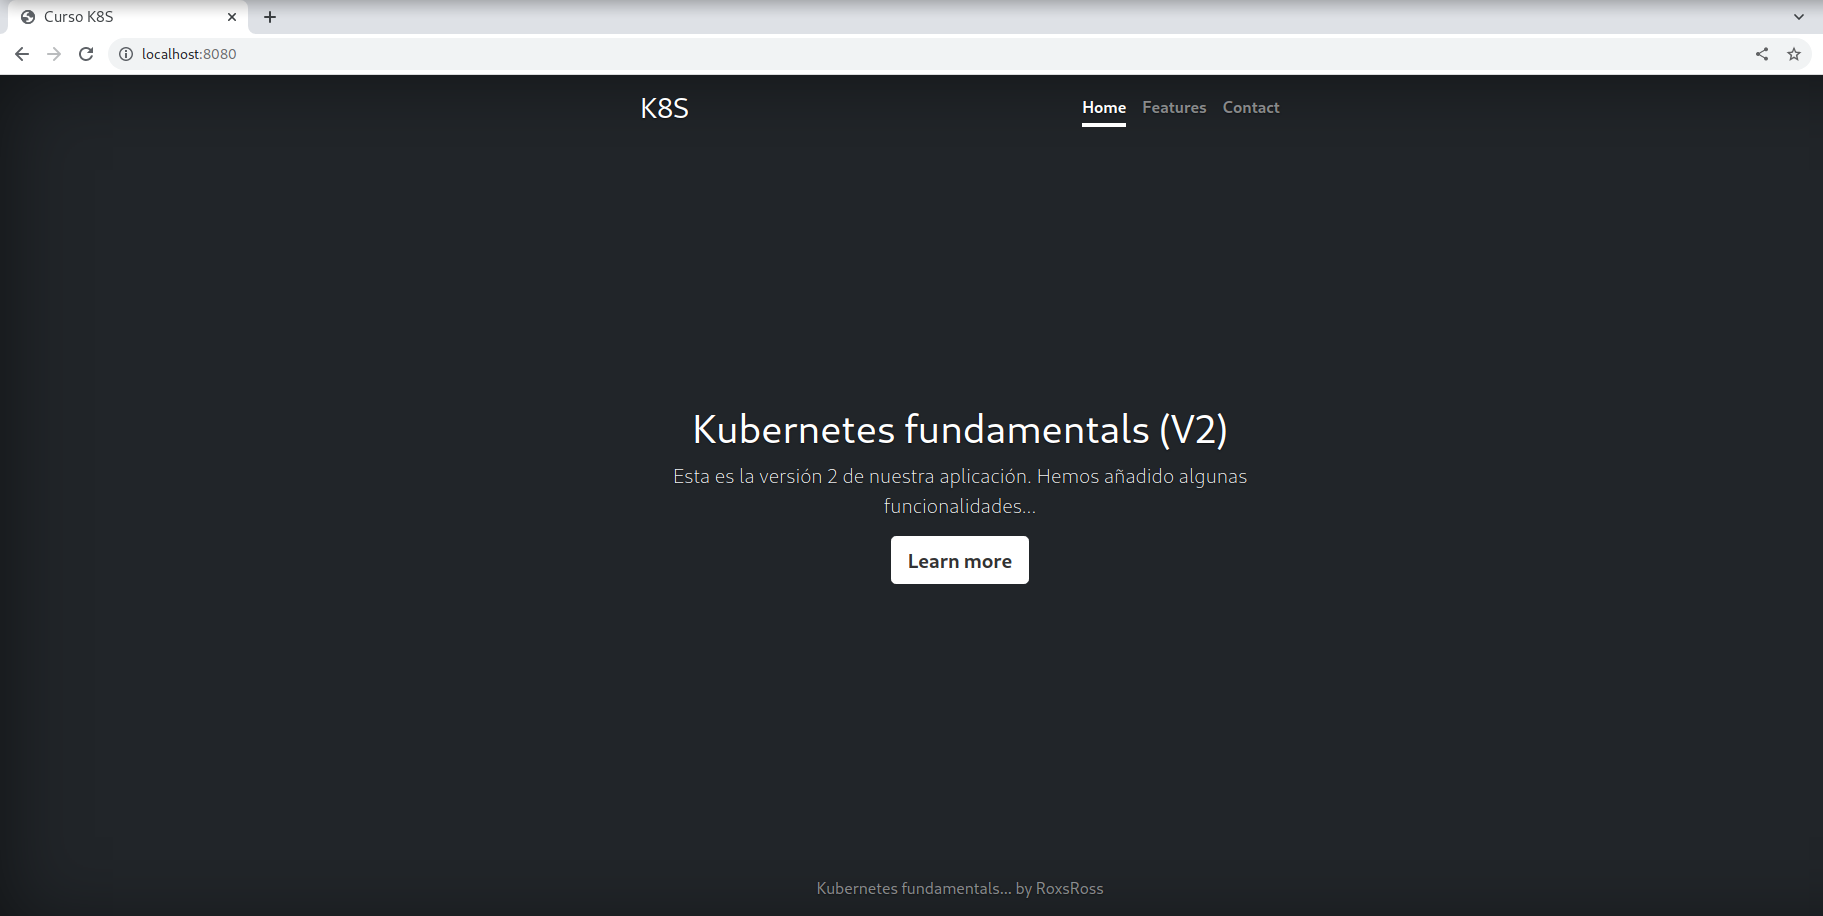 Curso K8S
localhost:8080
K8S
Home Features Contact
Kubernetes fundamentals (V2)
Esta es la versión 2 de nuestra aplicación. Hemos añadido algunas
funcionalidades...
Learn more
Kubernetes fundamentals... by RoxsRoss